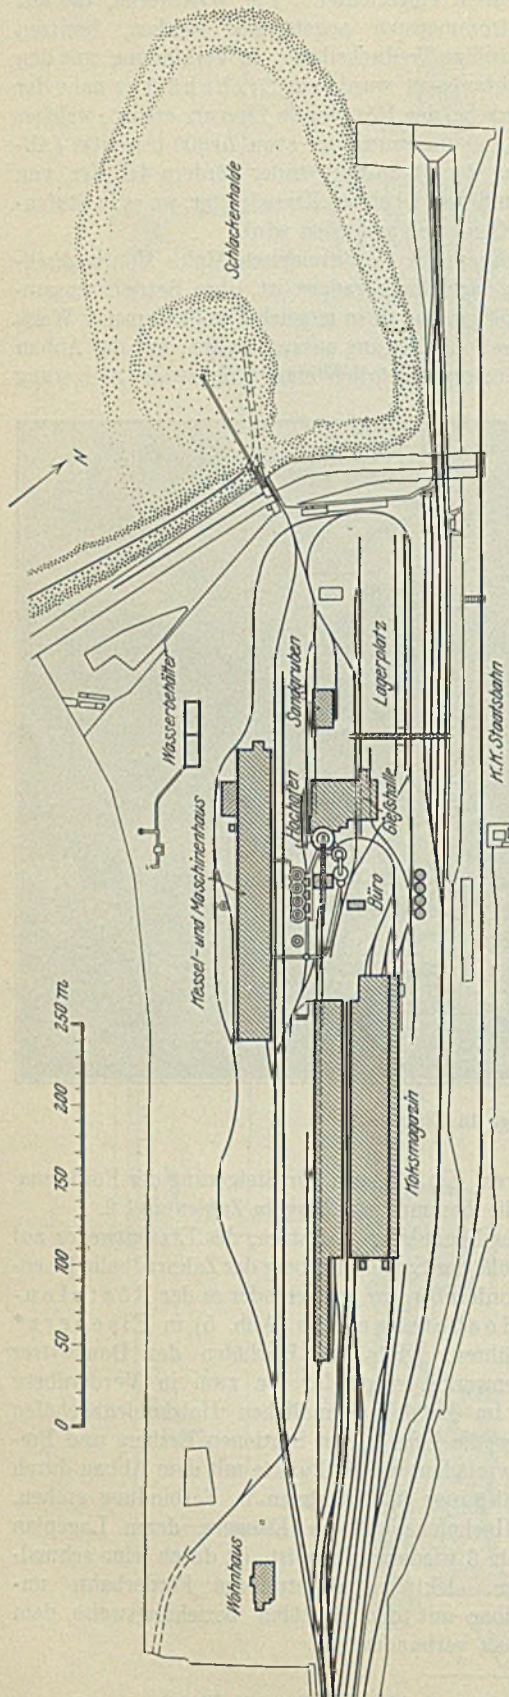 Schlackenhalde
N
Wasserbehälter
Sandgruben
Lagerplatz
K.K. Staatsbahn
Kessel- und Maschinenhaus
Hochofen
Gießhalle
Büro
Koksmagazin
0 50 100 150 200 250 m
Wohnhaus